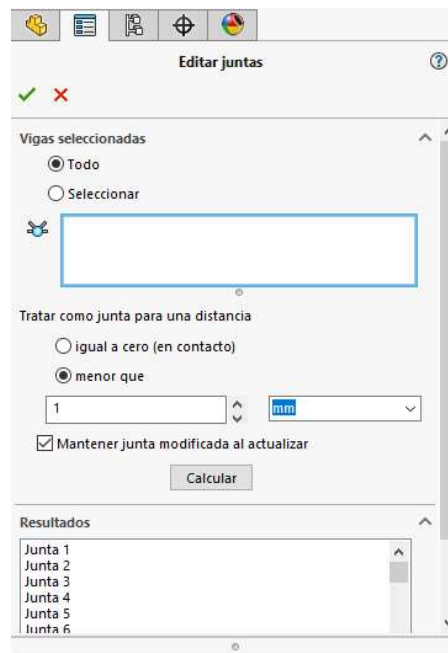 Editar juntas
?
Vigas seleccionadas
Todo
Seleccionar
Tratar como junta para una distancia
igual a cero (en contacto)
menor que
1 mm
Mantener junta modificada al actualizar
Calcular
Resultados
Junta 1
Junta 2
Junta 3
Junta 4
Junta 5
Junta 6